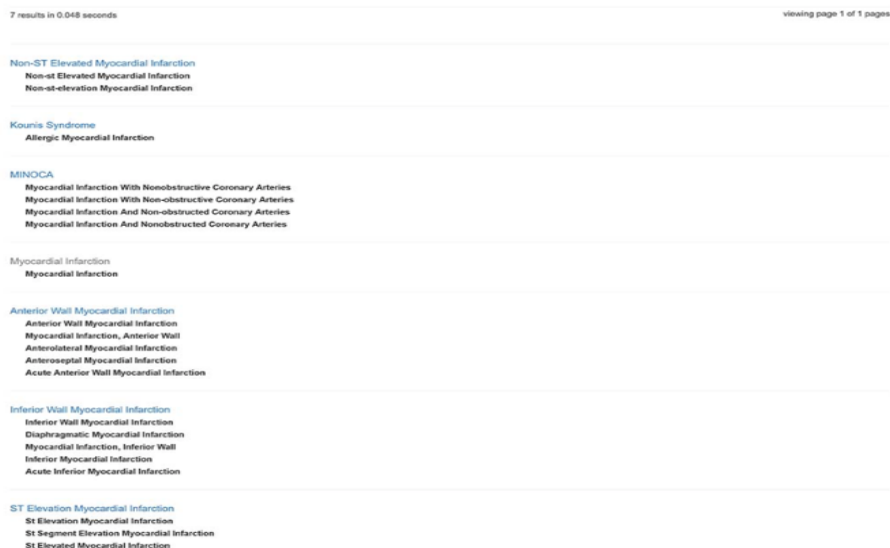 7 results in 0.048 seconds
viewing page 1 of 1 pages
Non-ST Elevated Myocardial Infarction
Non-st Elevated Myocardial Infarction
Non-st-elevation Myocardial Infarction
Kounis Syndrome
Allergic Myocardial Infarction
MINOCA
Myocardial Infarction With Nonobstructive Coronary Arteries
Myocardial Infarction With Non-obstructive Coronary Arteries
Myocardial Infarction And Non-obstructed Coronary Arteries
Myocardial Infarction And Nonobstructed Coronary Arteries
Myocardial Infarction
Myocardial Infarction
Anterior Wall Myocardial Infarction
Anterior Wall Myocardial Infarction
Myocardial Infarction, Anterior Wall
Anterolateral Myocardial Infarction
Anteroseptal Myocardial Infarction
Acute Anterior Wall Myocardial Infarction
Inferior Wall Myocardial Infarction
Inferior Wall Myocardial Infarction
Diaphragmatic Myocardial Infarction
Myocardial Infarction, Inferior Wall
Inferior Myocardial Infarction
Acute Inferior Myocardial Infarction
ST Elevation Myocardial Infarction
St Elevation Myocardial Infarction
St Segment Elevation Myocardial Infarction
St Elevated Myocardial Infarction